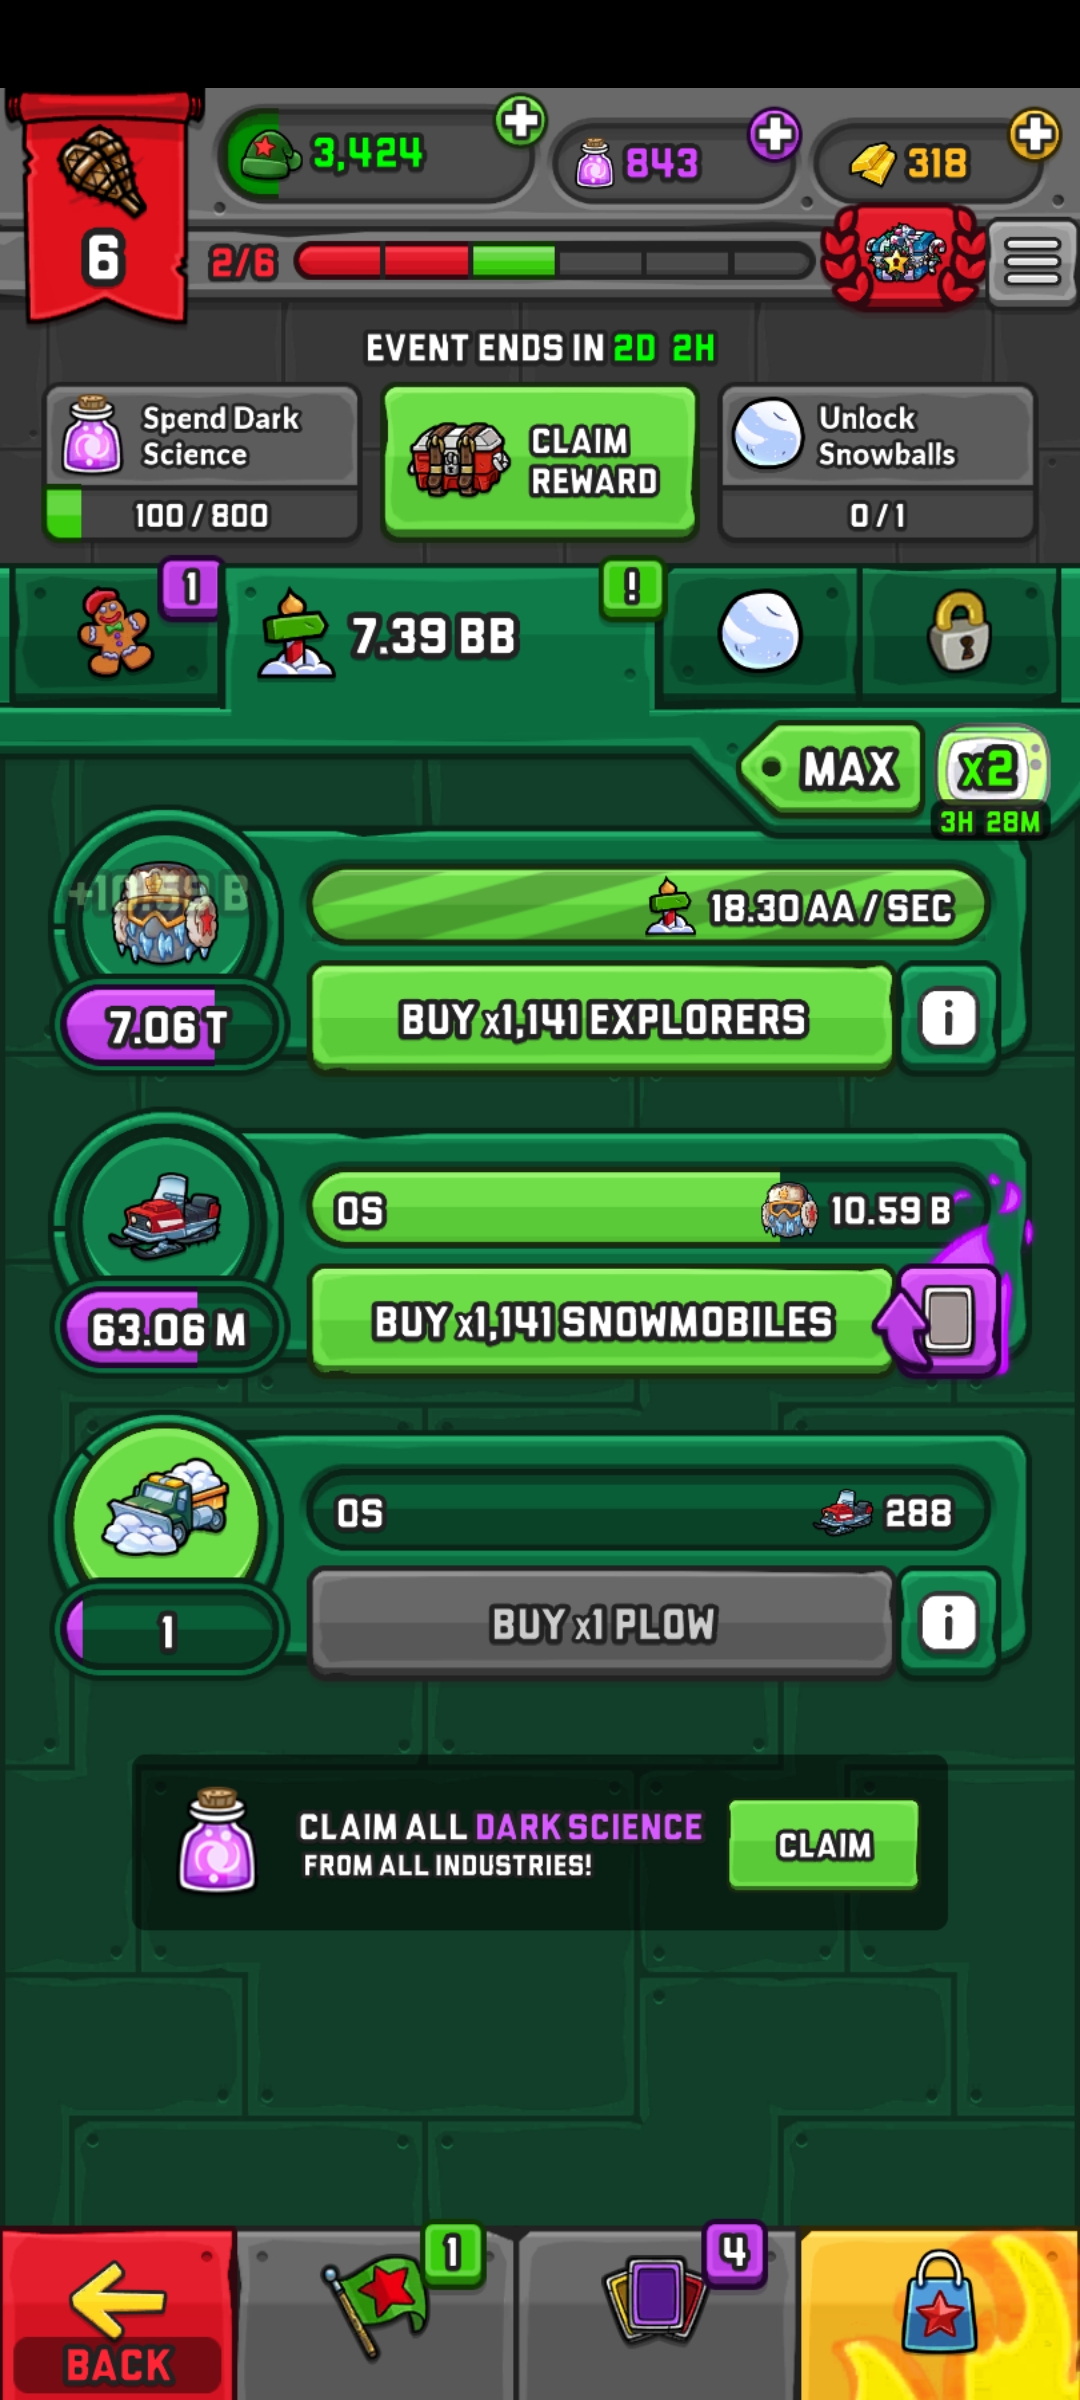 3,424
843
318
6
2/6
EVENT ENDS IN 2D 2H
Spend Dark
Science
100/800
CLAIM
REWARD
Unlock
Snowballs
0/1
1
7.39 BB
!
MAX
x2
3H 28M
+10.59 B
18.30 AA/SEC
7.06 T
BUY x1,141 EXPLORERS
i
0S
10.59 B
63.06 M
BUY x1,141 SNOWMOBILES
0S
288
1
BUY x1 PLOW
i
CLAIM ALL DARK SCIENCE
FROM ALL INDUSTRIES!
CLAIM
1
4
BACK